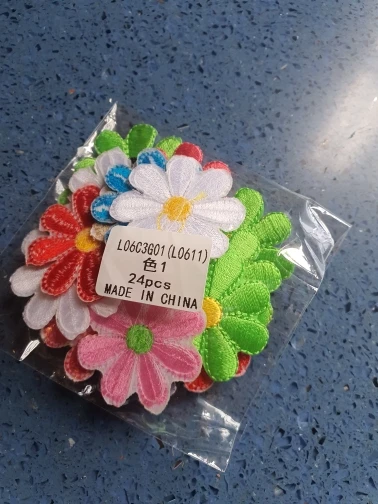 L06C3G01(L0611)
色1
24pcs
MADE IN CHINA